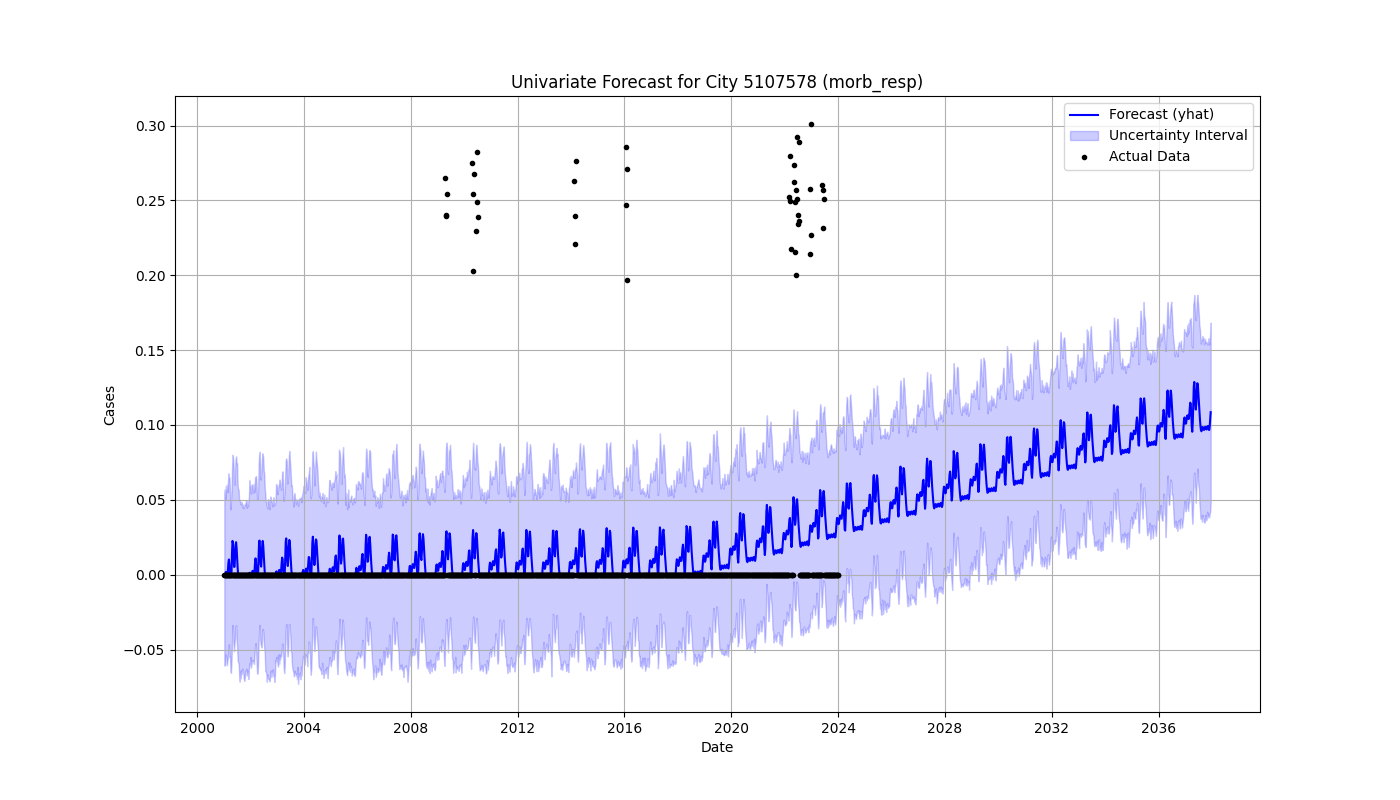 Univariate Forecast for City 5107578 (morb_resp)
Forecast (yhat)
Uncertainty Interval
Actual Data
Cases
0.30
0.25
0.20
0.15
0.10
0.05
0.00
−0.05
2000 2004 2008 2012 2016 2020 2024 2028 2032 2036
Date